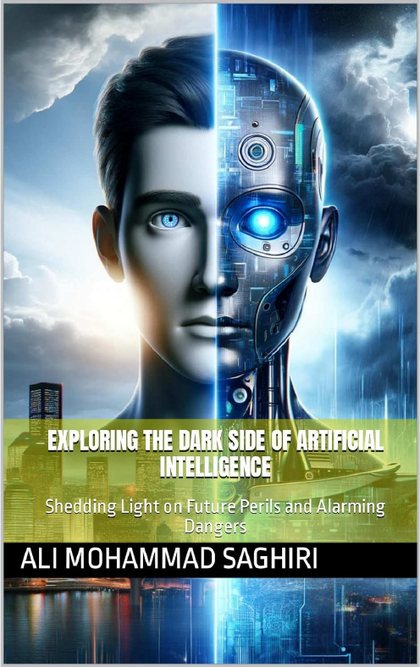 EXPLORING THE DARK SIDE OF ARTIFICIAL
INTELLIGENCE
Shedding Light on Future Perils and Alarming
Dangers
ALI MOHAMMAD SAGHIRI